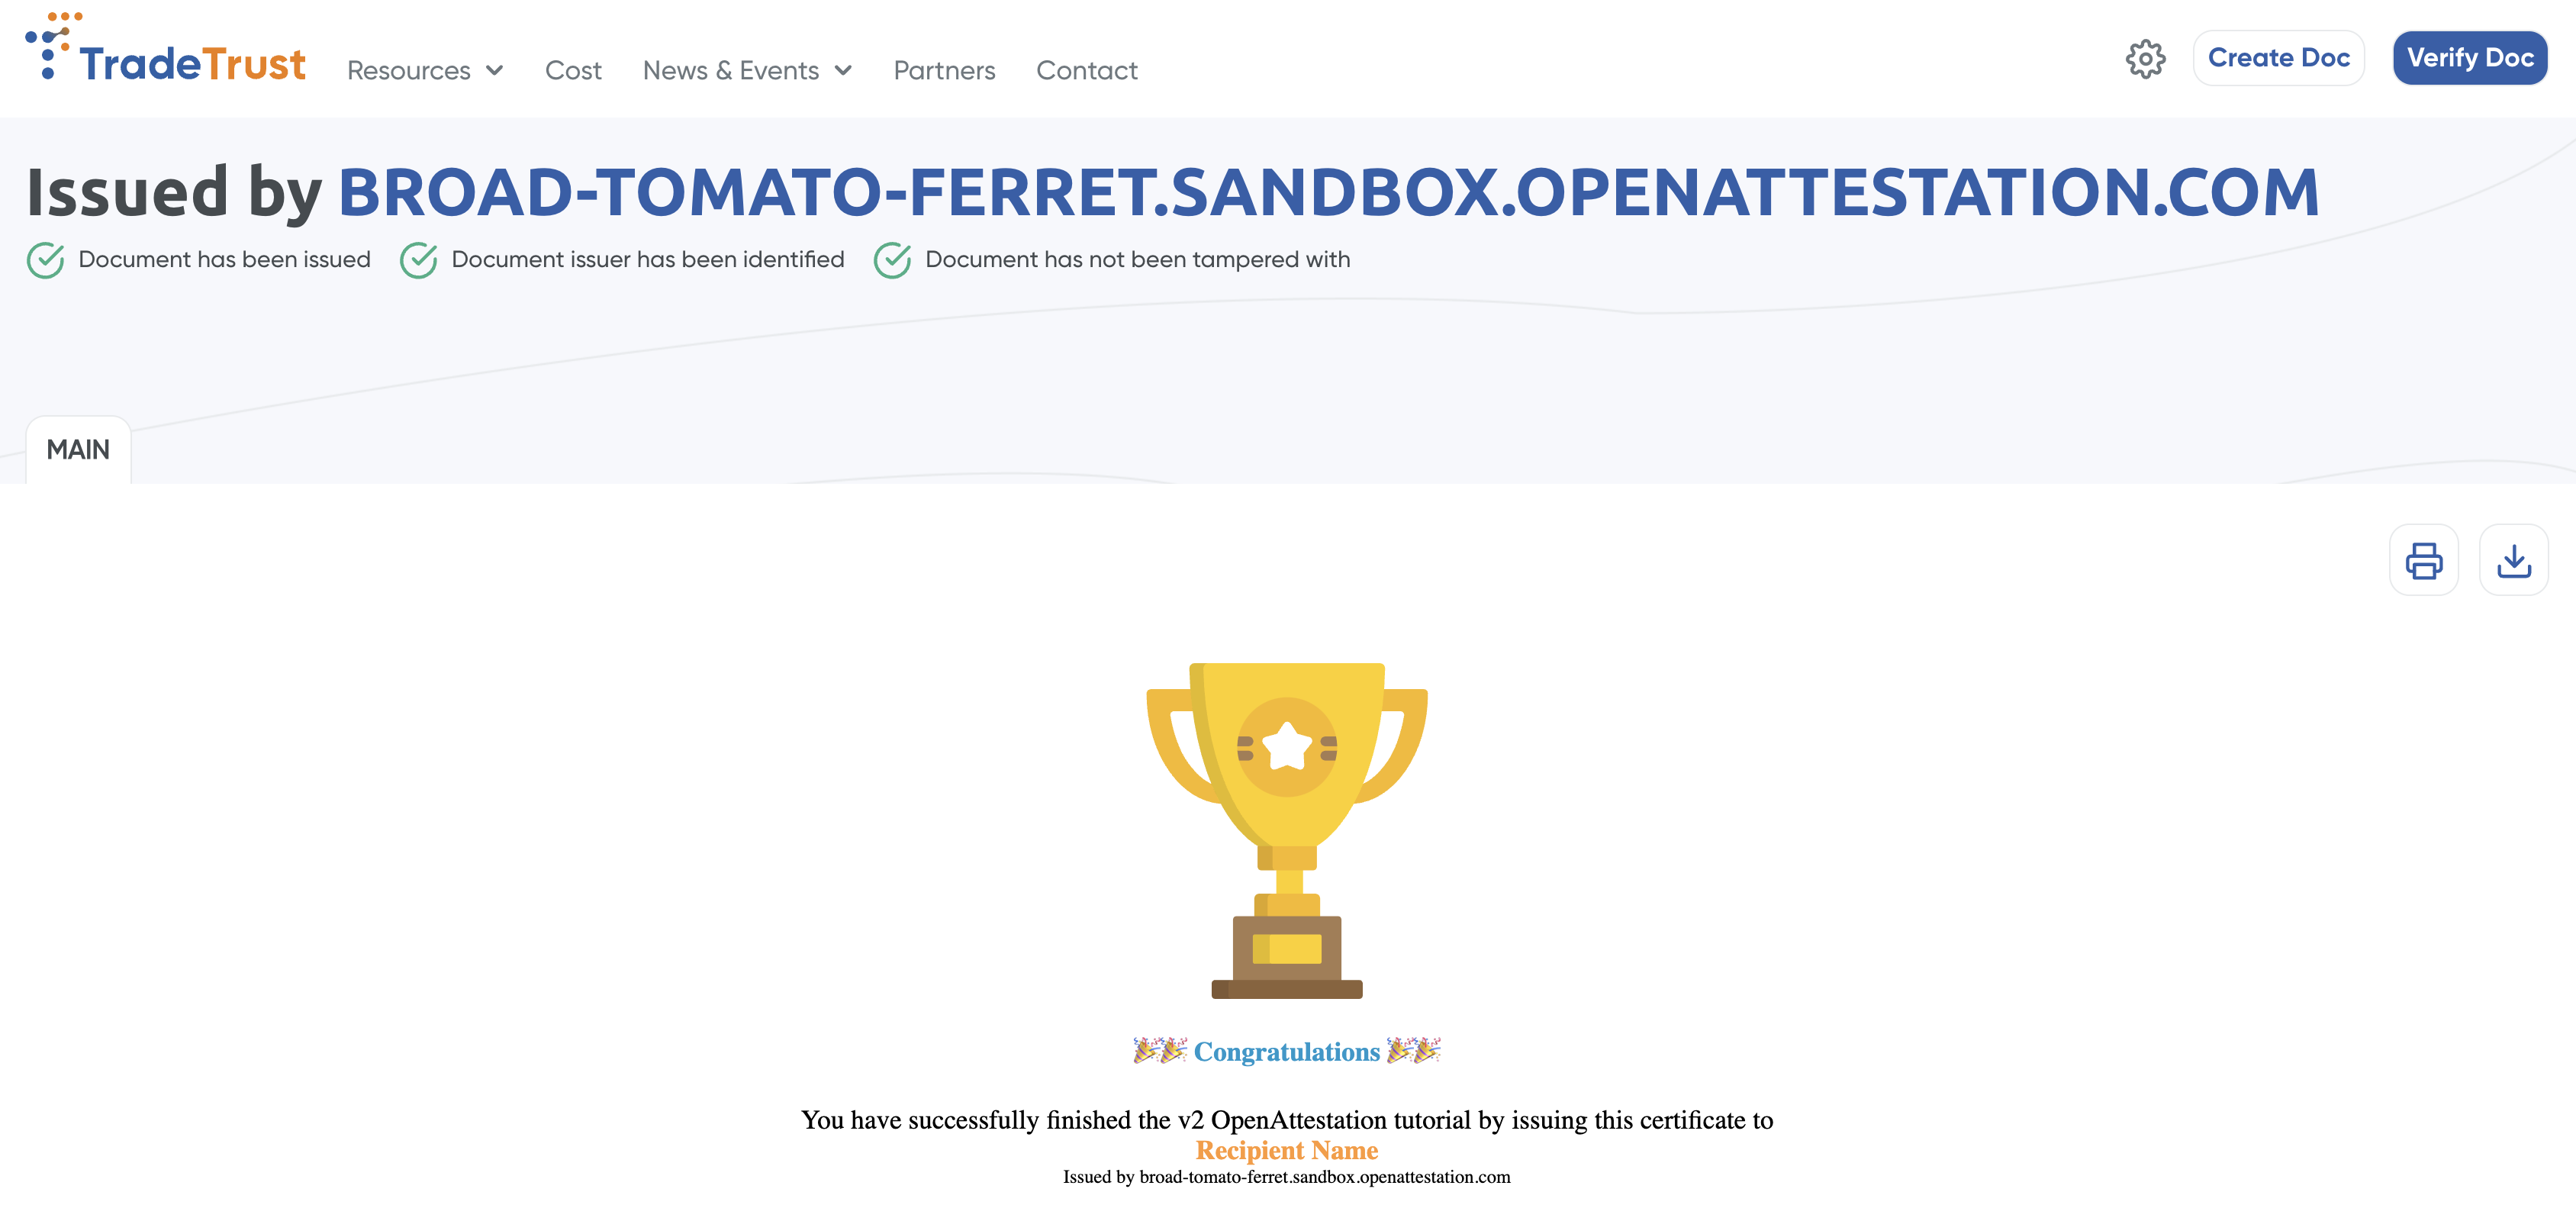 TradeTrust
Resources Cost News & Events Partners Contact
Create Doc Verify Doc
Issued by BROAD-TOMATO-FERRET.SANDBOX.OPENATTESTATION.COM
Document has been issued Document issuer has been identified Document has not been tampered with
MAIN
🎉🎉 Congratulations 🎉🎉
You have successfully finished the v2 OpenAttestation tutorial by issuing this certificate to
Recipient Name
Issued by broad-tomato-ferret.sandbox.openattestation.com